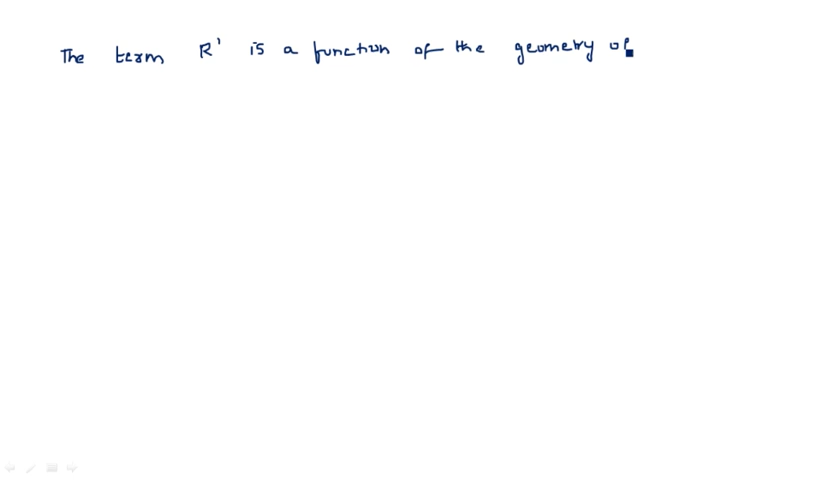 The term R' is a function of the geometry of